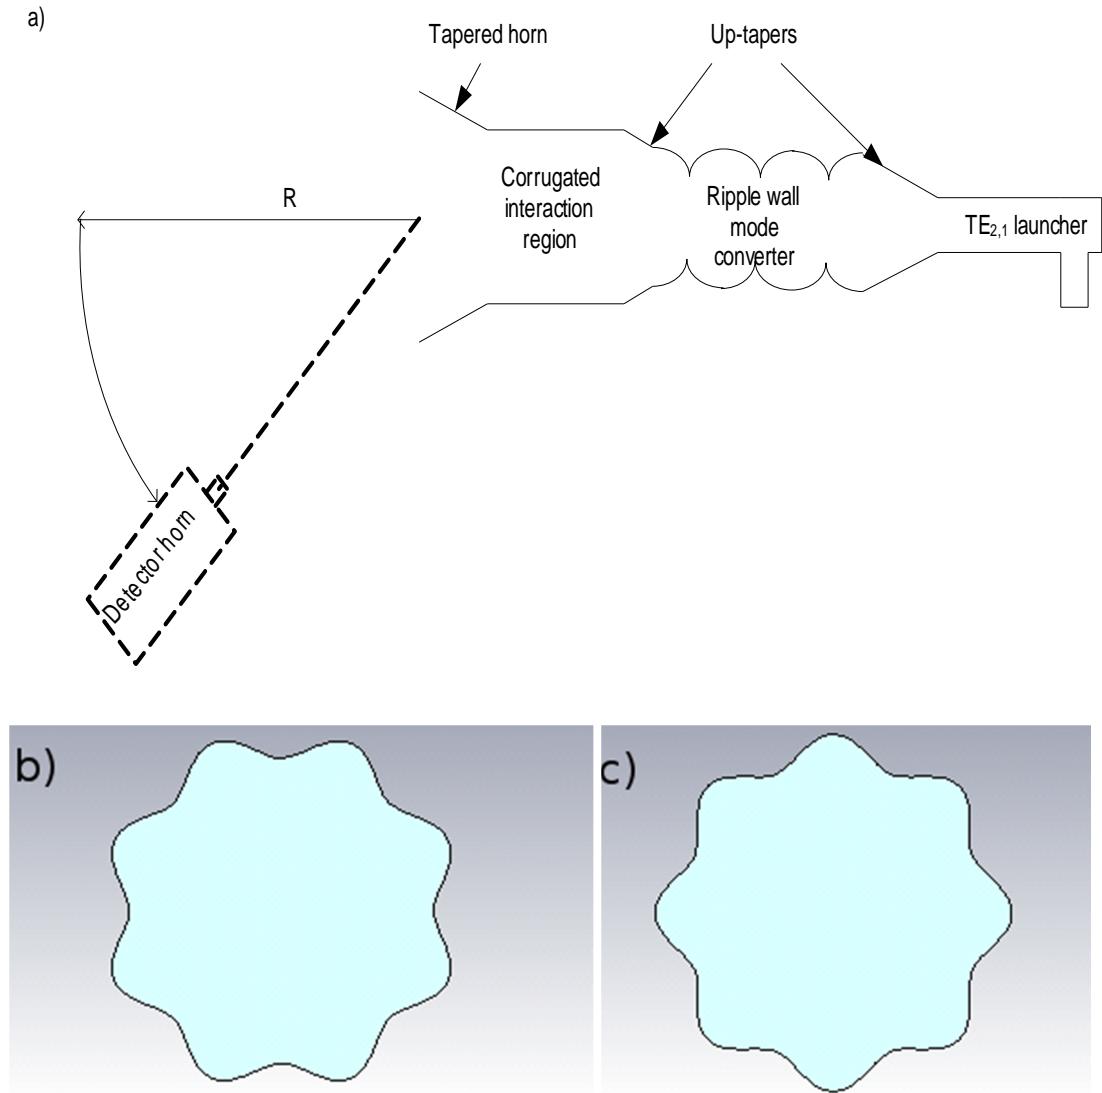 a)
Tapered horn
Up-tapers
Corrugated
interaction
region
Ripple wall
mode
converter
TE2,1 launcher
R
Detector horn
b)
c)